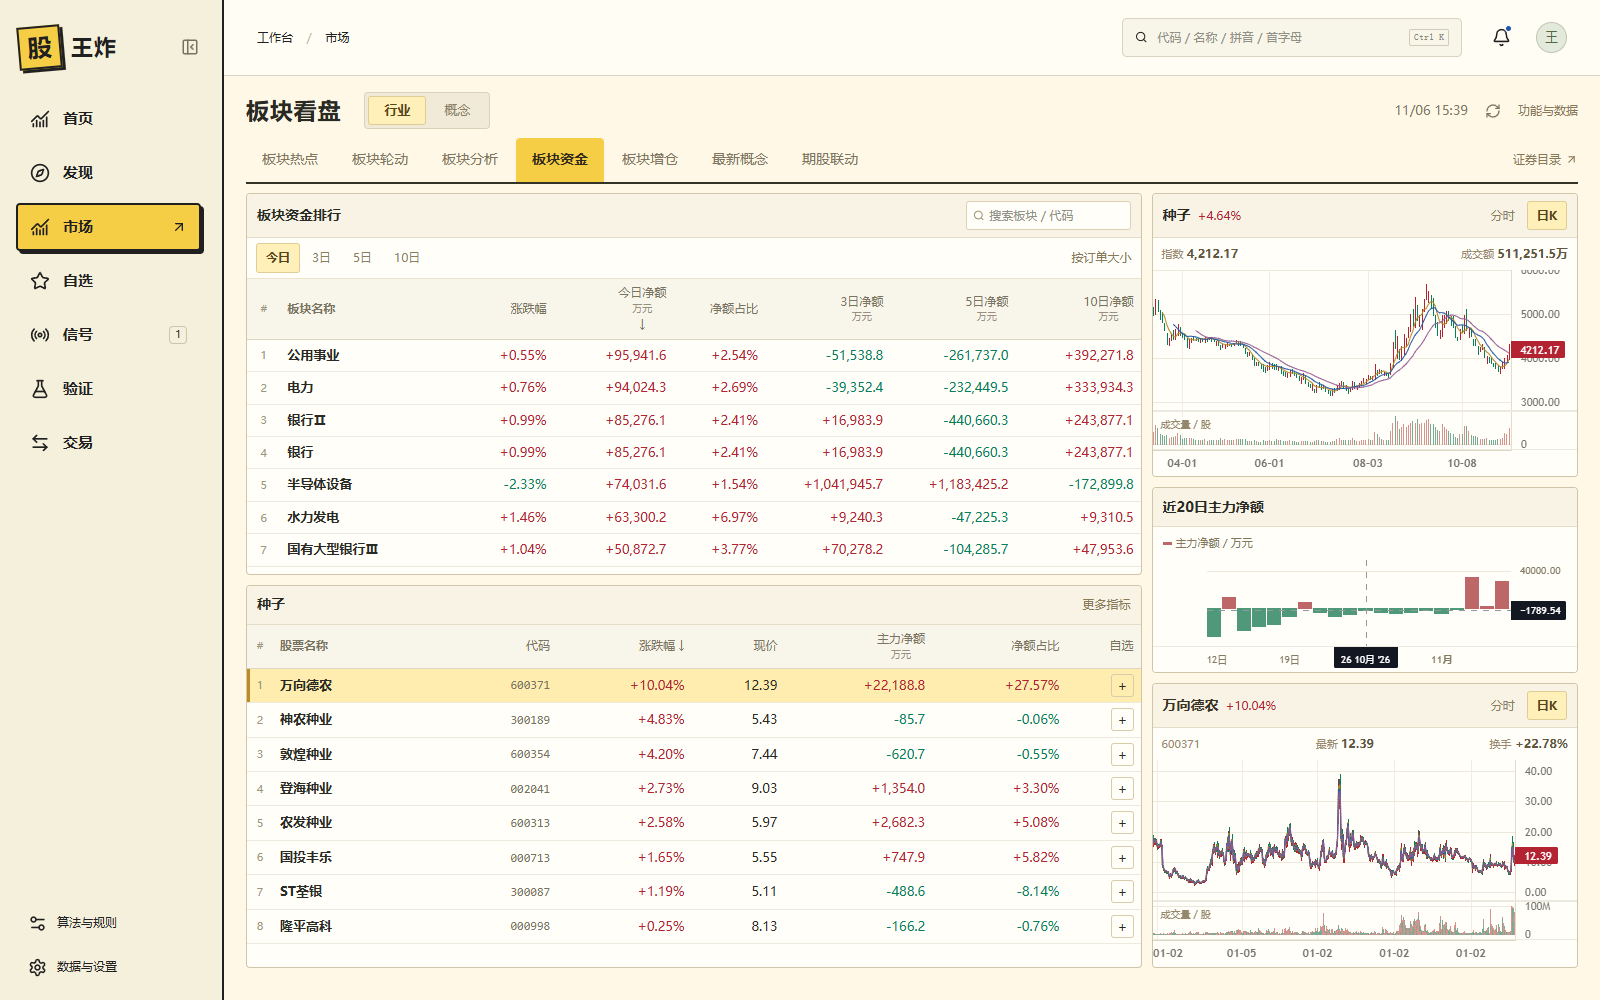 股 王炸
首页
发现
市场
自选
信号 1
验证
交易
算法与规则
数据与设置
工作台 / 市场
代码 / 名称 / 拼音 / 首字母 Ctrl K
王
板块看盘 行业 概念
11/06 15:39 功能与数据
板块热点 板块轮动 板块分析 板块资金 板块增仓 最新概念 期股联动
证券目录
板块资金排行
搜索板块 / 代码
今日 3日 5日 10日 按订单大小
# 板块名称 涨跌幅 今日净额 万元 ↓ 净额占比 3日净额 万元 5日净额 万元 10日净额 万元
1 公用事业 +0.55% +95,941.6 +2.54% -51,538.8 -261,737.0 +392,271.8
2 电力 +0.76% +94,024.3 +2.69% -39,352.4 -232,449.5 +333,934.3
3 银行Ⅱ +0.99% +85,276.1 +2.41% +16,983.9 -440,660.3 +243,877.1
4 银行 +0.99% +85,276.1 +2.41% +16,983.9 -440,660.3 +243,877.1
5 半导体设备 -2.33% +74,031.6 +1.54% +1,041,945.7 +1,183,425.2 -172,899.8
6 水力发电 +1.46% +63,300.2 +6.97% +9,240.3 -47,225.3 +9,310.5
7 国有大型银行Ⅲ +1.04% +50,872.7 +3.77% +70,278.2 -104,285.7 +47,953.6
种子 更多指标
# 股票名称 代码 涨跌幅↓ 现价 主力净额 万元 净额占比 自选
1 万向德农 600371 +10.04% 12.39 +22,188.8 +27.57% +
2 神农种业 300189 +4.83% 5.43 -85.7 -0.06% +
3 敦煌种业 600354 +4.20% 7.44 -620.7 -0.55% +
4 登海种业 002041 +2.73% 9.03 +1,354.0 +3.30% +
5 农发种业 600313 +2.58% 5.97 +2,682.3 +5.08% +
6 国投丰乐 000713 +1.65% 5.55 +747.9 +5.82% +
7 ST荃银 300087 +1.19% 5.11 -488.6 -8.14% +
8 隆平高科 000998 +0.25% 8.13 -166.2 -0.76% +
种子 +4.64% 分时 日K
指数 4,212.17 成交额 511,251.5万
6000.00
5000.00
4212.17
4000.00
3000.00
成交量 / 股
0
04-01 06-01 08-03 10-08
近20日主力净额
主力净额 / 万元
40000.00
−1789.54
12日 19日 26 10月 '26 11月
万向德农 +10.04% 分时 日K
600371 最新 12.39 换手 +22.78%
40.00
30.00
20.00
12.39
0.00
成交量 / 股
100M
0
01-02 01-05 01-02 01-02 01-02